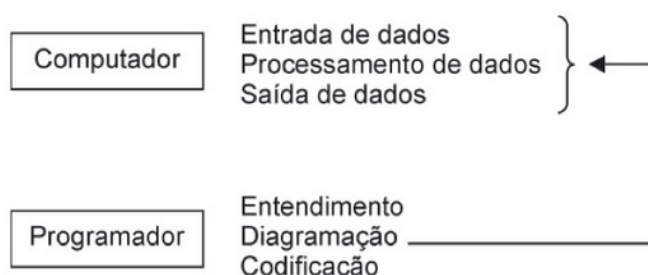 Computador
Entrada de dados
Processamento de dados
Saída de dados
Programador
Entendimento
Diagramação
Codificação